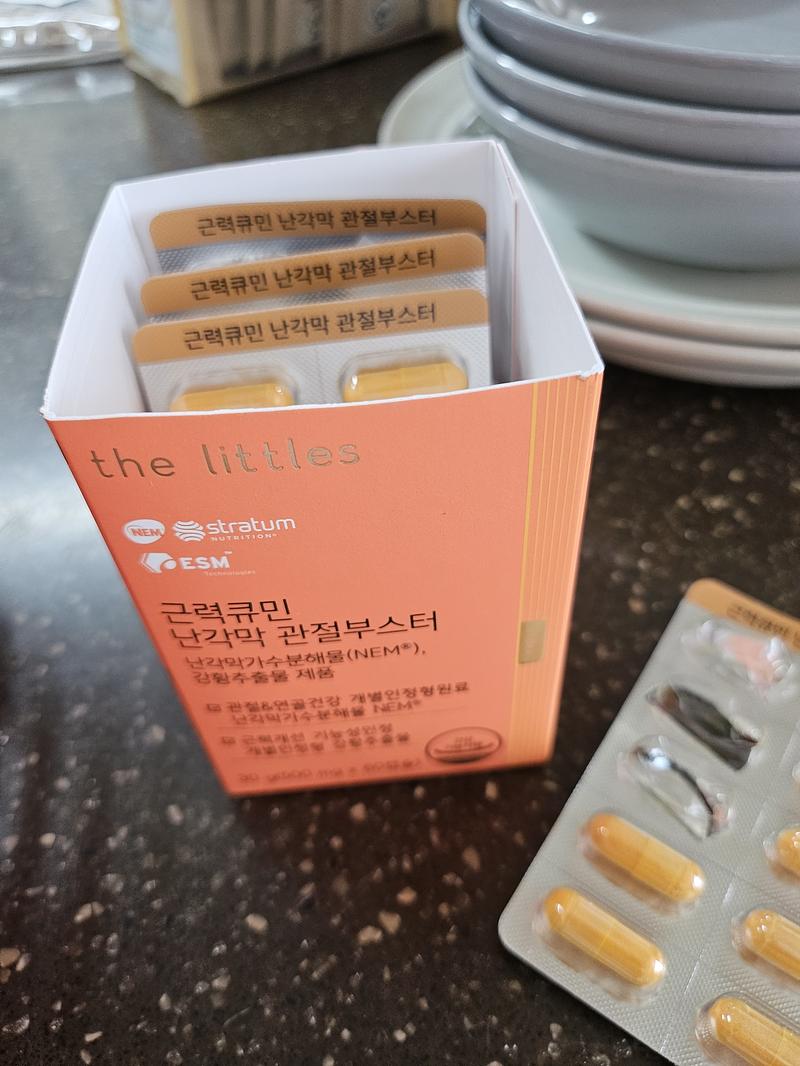 근력큐민 난각막 관절부스터
근력큐민 난각막 관절부스터
근력큐민 난각막 관절부스터
the littles
NEM stratum
NUTRITION
ESM™
Technologies
근력큐민
난각막 관절부스터
난각막가수분해물(NEM®),
강황추출물 제품
관절&연골건강 개별인정형원료
난각막가수분해물 NEM®
근력개선 기능성인정
개별인정형 강황추출물